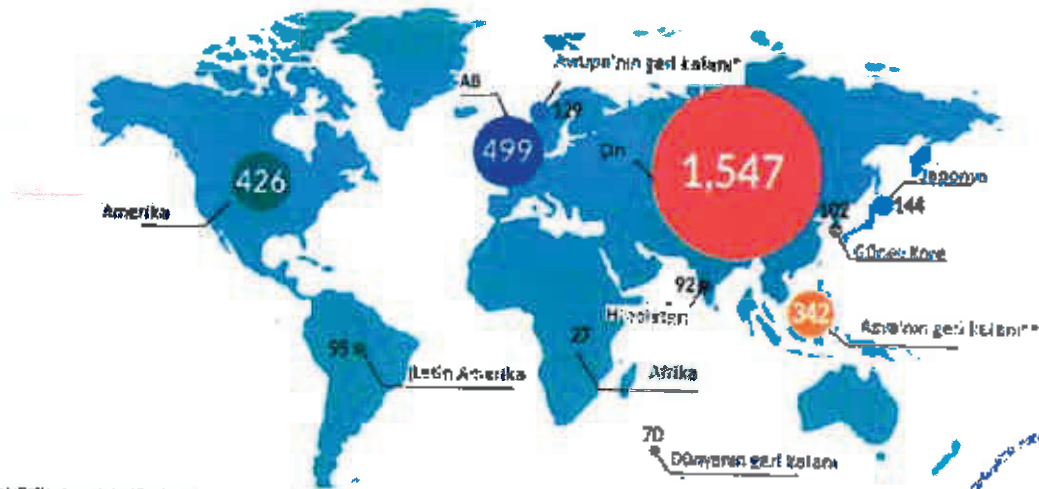 Avrupa'nın geri kalanı**
AB
129
499
Çin
1,547
426
Japonya
Amerika
102
144
Güney Kore
92
Hindistan
342
Asya'nın geri kalanı**
27
Latin Amerika
Afrika
70
Dünyanın geri kalanı